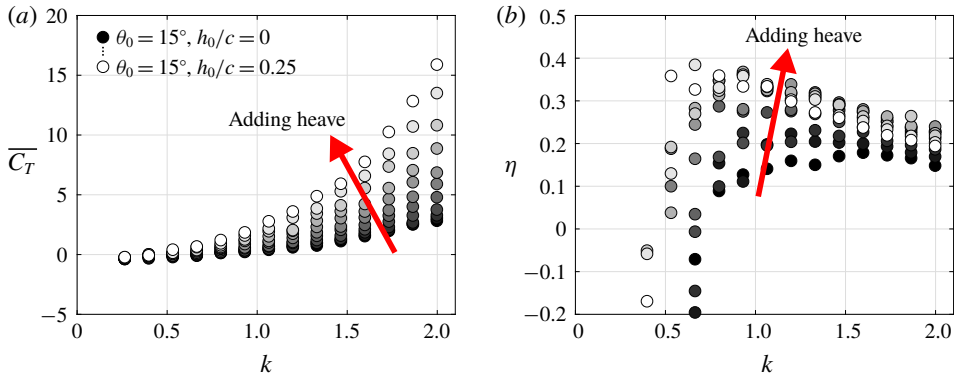 (a)
20
15
10
5
0
−5
0
0.5
1.0
1.5
2.0
k
C_T
θ0 = 15°, h0/c = 0
θ0 = 15°, h0/c = 0.25
Adding heave
(b)
0.5
0.4
0.3
0.2
0.1
0
−0.1
−0.2
0
0.5
1.0
1.5
2.0
k
η
Adding heave